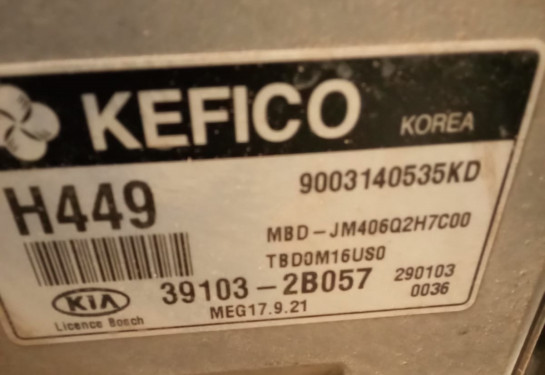 KEFICO KOREA
H449 9003140535KD
MBD-JM406Q2H7C00
TBD0M16US0
39103-2B057 290103
0036
KIA MEG17.9.21
Licence Bosch